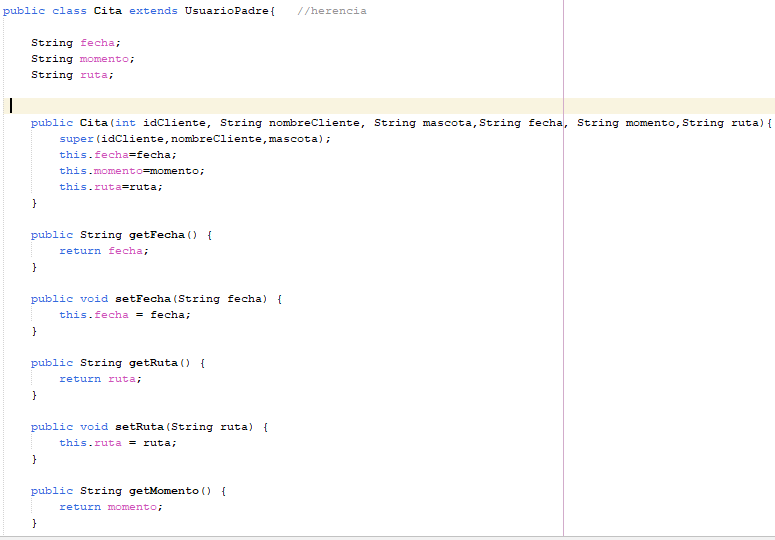 public class Cita extends UsuarioPadre{   //herencia
String fecha;
String momento;
String ruta;
public Cita(int idCliente, String nombreCliente, String mascota,String fecha, String momento,String ruta){
super(idCliente,nombreCliente,mascota);
this.fecha=fecha;
this.momento=momento;
this.ruta=ruta;
}
public String getFecha() {
return fecha;
}
public void setFecha(String fecha) {
this.fecha = fecha;
}
public String getRuta() {
return ruta;
}
public void setRuta(String ruta) {
this.ruta = ruta;
}
public String getMomento() {
return momento;
}